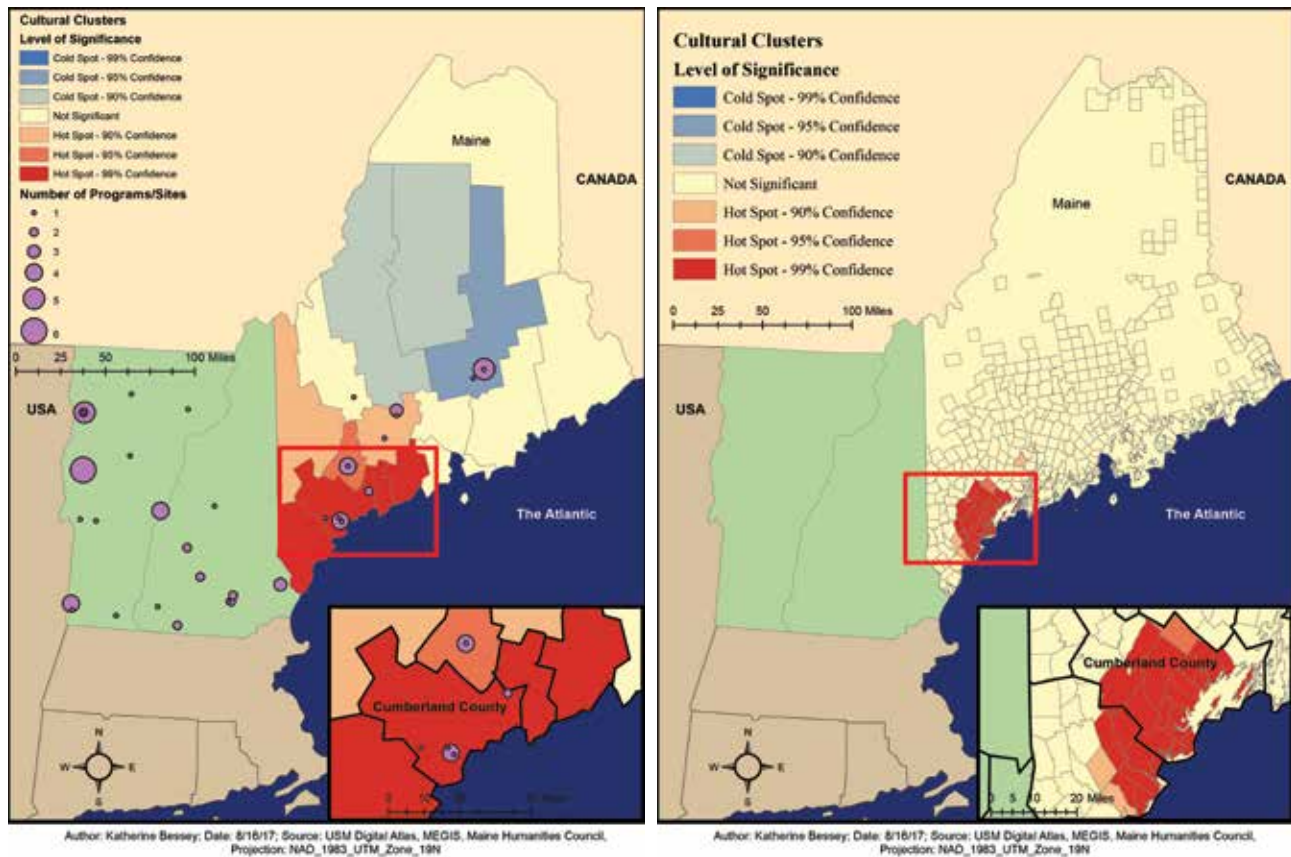 Cultural Clusters
Level of Significance
Cold Spot - 99% Confidence
Cold Spot - 95% Confidence
Cold Spot - 90% Confidence
Not Significant
Hot Spot - 90% Confidence
Hot Spot - 95% Confidence
Hot Spot - 99% Confidence
Number of Programs/Sites
1
2
3
4
5
6
0 25 50 100 Miles
Maine
CANADA
USA
The Atlantic
Cumberland County
N
W E
S
Author: Katherine Bessey; Date: 8/16/17; Source: USM Digital Atlas, MEGIS, Maine Humanities Council,
Projection: NAD_1983_UTM_Zone_19N
Cultural Clusters
Level of Significance
Cold Spot - 99% Confidence
Cold Spot - 95% Confidence
Cold Spot - 90% Confidence
Not Significant
Hot Spot - 90% Confidence
Hot Spot - 95% Confidence
Hot Spot - 99% Confidence
0 25 50 100 Miles
Maine
CANADA
USA
The Atlantic
Cumberland County
0 5 10 20 Miles
N
W E
S
Author: Katherine Bessey; Date: 8/16/17; Source: USM Digital Atlas, MEGIS, Maine Humanities Council,
Projection: NAD_1983_UTM_Zone_19N